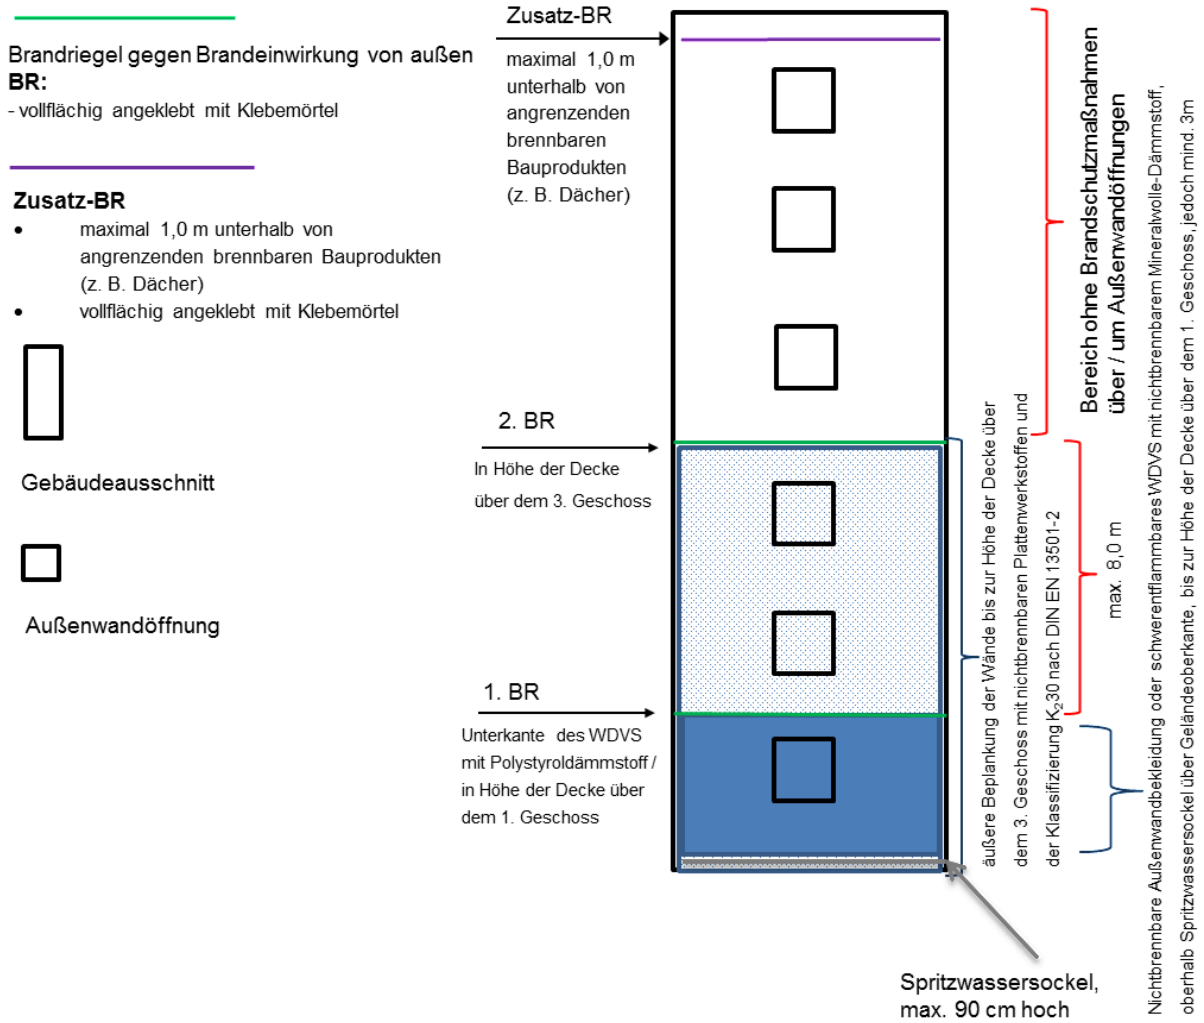 Brandriegel gegen Brandeinwirkung von außen
BR:
- vollflächig angeklebt mit Klebemörtel
Zusatz-BR
• maximal 1,0 m unterhalb von
angrenzenden brennbaren Bauprodukten
(z. B. Dächer)
• vollflächig angeklebt mit Klebemörtel
Gebäudeausschnitt
Außenwandöffnung
Zusatz-BR
maximal 1,0 m
unterhalb von
angrenzenden
brennbaren
Bauprodukten
(z. B. Dächer)
2. BR
In Höhe der Decke
über dem 3. Geschoss
1. BR
Unterkante des WDVS
mit Polystyroldämmstoff /
in Höhe der Decke über
dem 1. Geschoss
äußere Beplankung der Wände bis zur Höhe der Decke über
dem 3. Geschoss mit nichtbrennbaren Plattenwerkstoffen und
der Klassifizierung K₂30 nach DIN EN 13501-2
Bereich ohne Brandschutzmaßnahmen
über / um Außenwandöffnungen
max. 8,0 m
Nichtbrennbare Außenwandbekleidung oder schwerentflammbares WDVS mit nichtbrennbarem Mineralwolle-Dämmstoff,
oberhalb Spritzwassersockel über Geländeoberkante, bis zur Höhe der Decke über dem 1. Geschoss, jedoch mind. 3m
Spritzwassersockel,
max. 90 cm hoch